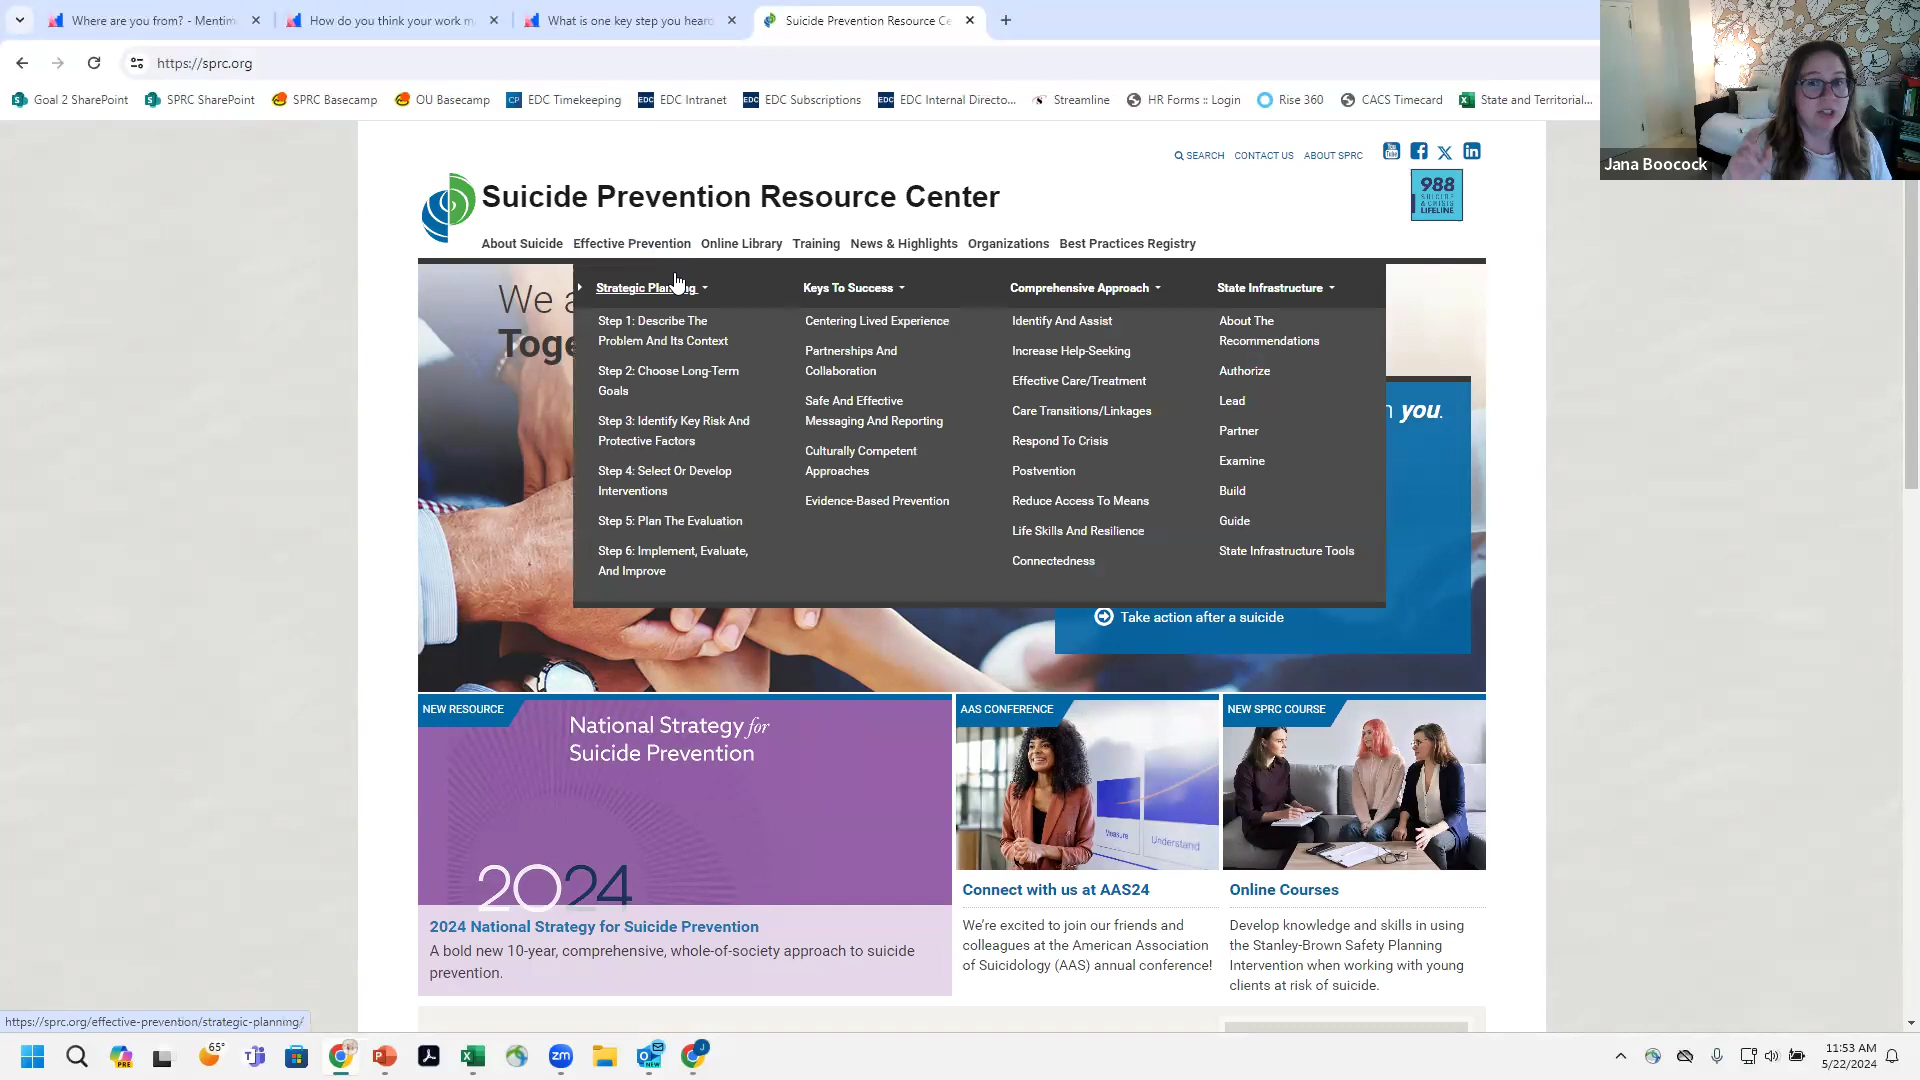 Where are you from? - Mentim
How do you think your work m
What is one key step you heard
Suicide Prevention Resource Ce
https://sprc.org
Goal 2 SharePoint
SPRC SharePoint
SPRC Basecamp
OU Basecamp
EDC Timekeeping
EDC Intranet
EDC Subscriptions
EDC Internal Directo...
Streamline
HR Forms :: Login
Rise 360
CACS Timecard
State and Territorial...
Jana Boocock
SEARCH
CONTACT US
ABOUT SPRC
Suicide Prevention Resource Center
988
SUICIDE
& CRISIS
LIFELINE
About Suicide
Effective Prevention
Online Library
Training
News & Highlights
Organizations
Best Practices Registry
We a
Toge
Strategic Planning
Step 1: Describe The
Problem And Its Context
Step 2: Choose Long-Term
Goals
Step 3: Identify Key Risk And
Protective Factors
Step 4: Select Or Develop
Interventions
Step 5: Plan The Evaluation
Step 6: Implement, Evaluate,
And Improve
Keys To Success
Centering Lived Experience
Partnerships And
Collaboration
Safe And Effective
Messaging And Reporting
Culturally Competent
Approaches
Evidence-Based Prevention
Comprehensive Approach
Identify And Assist
Increase Help-Seeking
Effective Care/Treatment
Care Transitions/Linkages
Respond To Crisis
Postvention
Reduce Access To Means
Life Skills And Resilience
Connectedness
State Infrastructure
About The
Recommendations
Authorize
Lead
Partner
Examine
Build
Guide
State Infrastructure Tools
you.
Take action after a suicide
NEW RESOURCE
National Strategy for
Suicide Prevention
2024
2024 National Strategy for Suicide Prevention
A bold new 10-year, comprehensive, whole-of-society approach to suicide
prevention.
AAS CONFERENCE
Measure
Understand
Connect with us at AAS24
We're excited to join our friends and
colleagues at the American Association
of Suicidology (AAS) annual conference!
NEW SPRC COURSE
Online Courses
Develop knowledge and skills in using
the Stanley-Brown Safety Planning
Intervention when working with young
clients at risk of suicide.
https://sprc.org/effective-prevention/strategic-planning/
65°
11:53 AM
5/22/2024